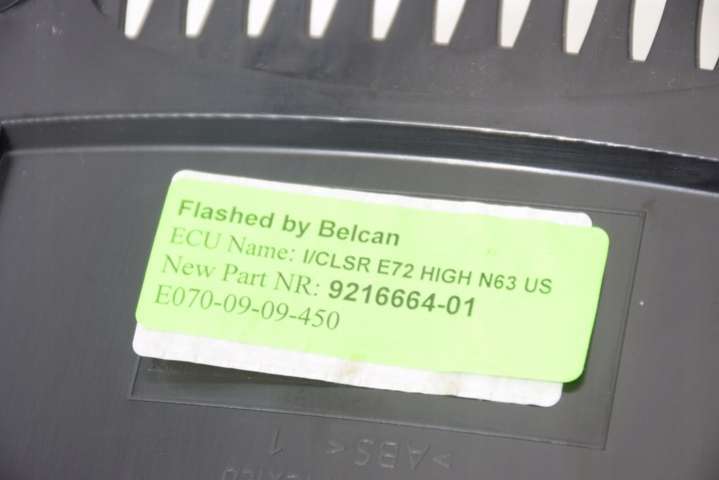 Flashed by Belcan
ECU Name: I/CLSR E72 HIGH N63 US
New Part NR: 9216664-01
E070-09-09-450
>ABS< 1